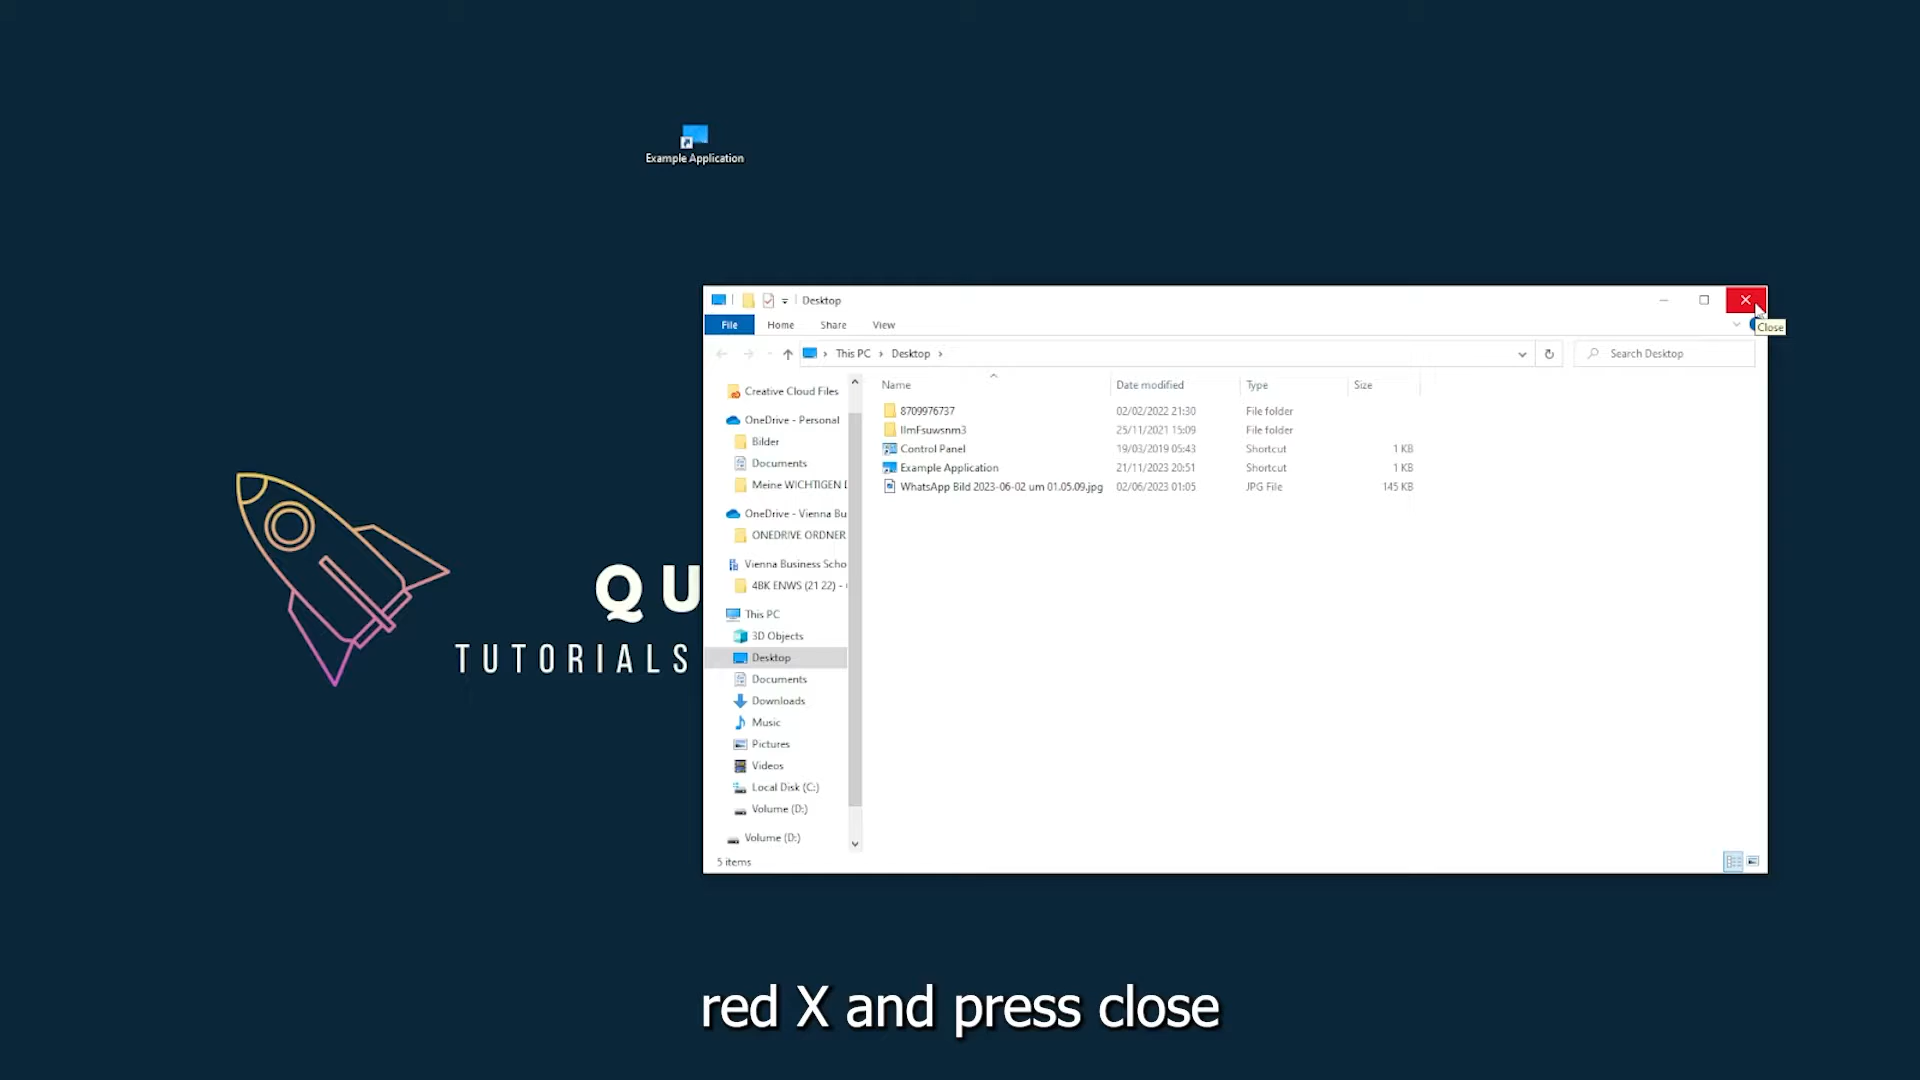 Example Application
QU
TUTORIALS
Desktop
File Home Share View
Close
This PC Desktop
Search Desktop
Name Date modified Type Size
Creative Cloud Files
OneDrive - Personal
Bilder
Documents
Meine WICHTIGEN
OneDrive - Vienna Bu
ONEDRIVE ORDNER
Vienna Business Scho
4BK ENWS (21 22) -
This PC
3D Objects
Desktop
Documents
Downloads
Music
Pictures
Videos
Local Disk (C:)
Volume (D:)
Volume (D:)
8709976737 02/02/2022 21:30 File folder
25/11/2021 15:09 File folder
Control Panel 19/03/2019 05:43 Shortcut 1 KB
Example Application 21/11/2023 20:51 Shortcut 1 KB
WhatsApp Bild 2023-06-02 um 01.05.09.jpg 02/06/2023 01:05 JPG File 145 KB
5 items
red X and press close